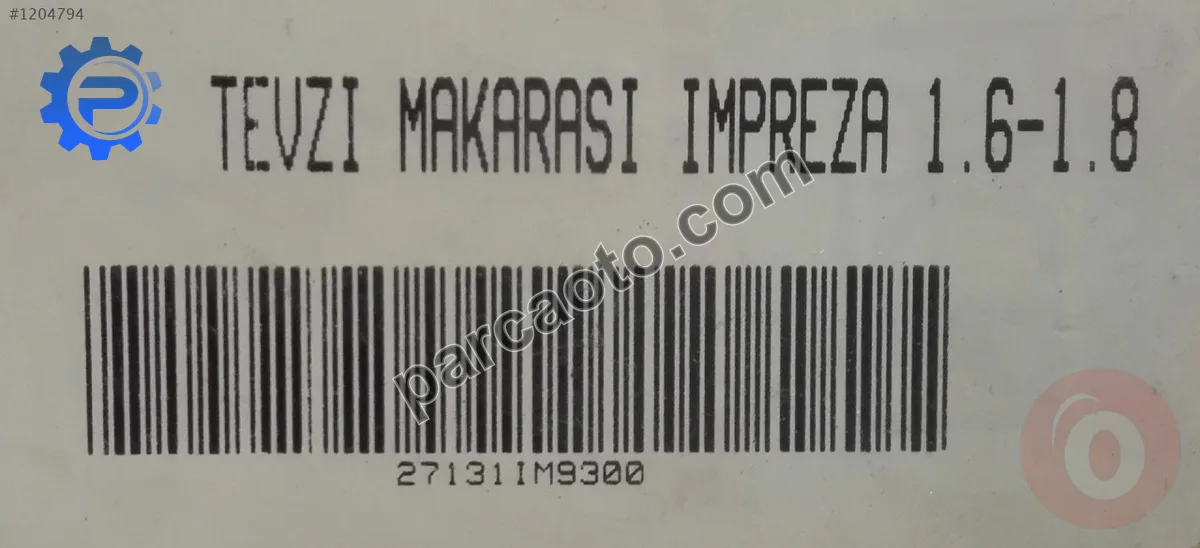 #1204794
TEVZI MAKARASI IMPREZA 1.6-1.8
parcaoto.com
27131IM9300